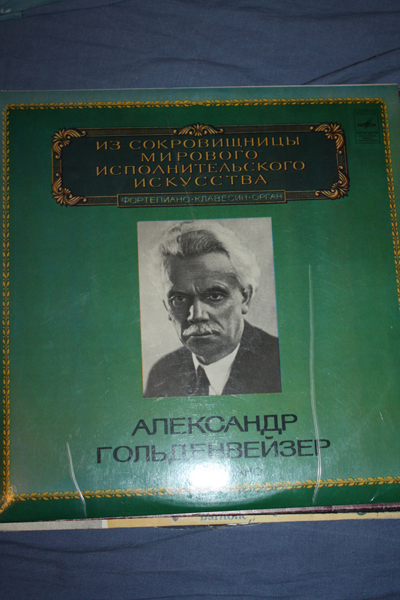 ИЗ СОКРОВИЩНИЦЫ
МИРОВОГО
ИСПОЛНИТЕЛЬСКОГО
ИСКУССТВА
ФОРТЕПИАНО • КЛАВЕСИН • ОРГАН
АЛЕКСАНДР
ГОЛЬДЕНВЕЙЗЕР